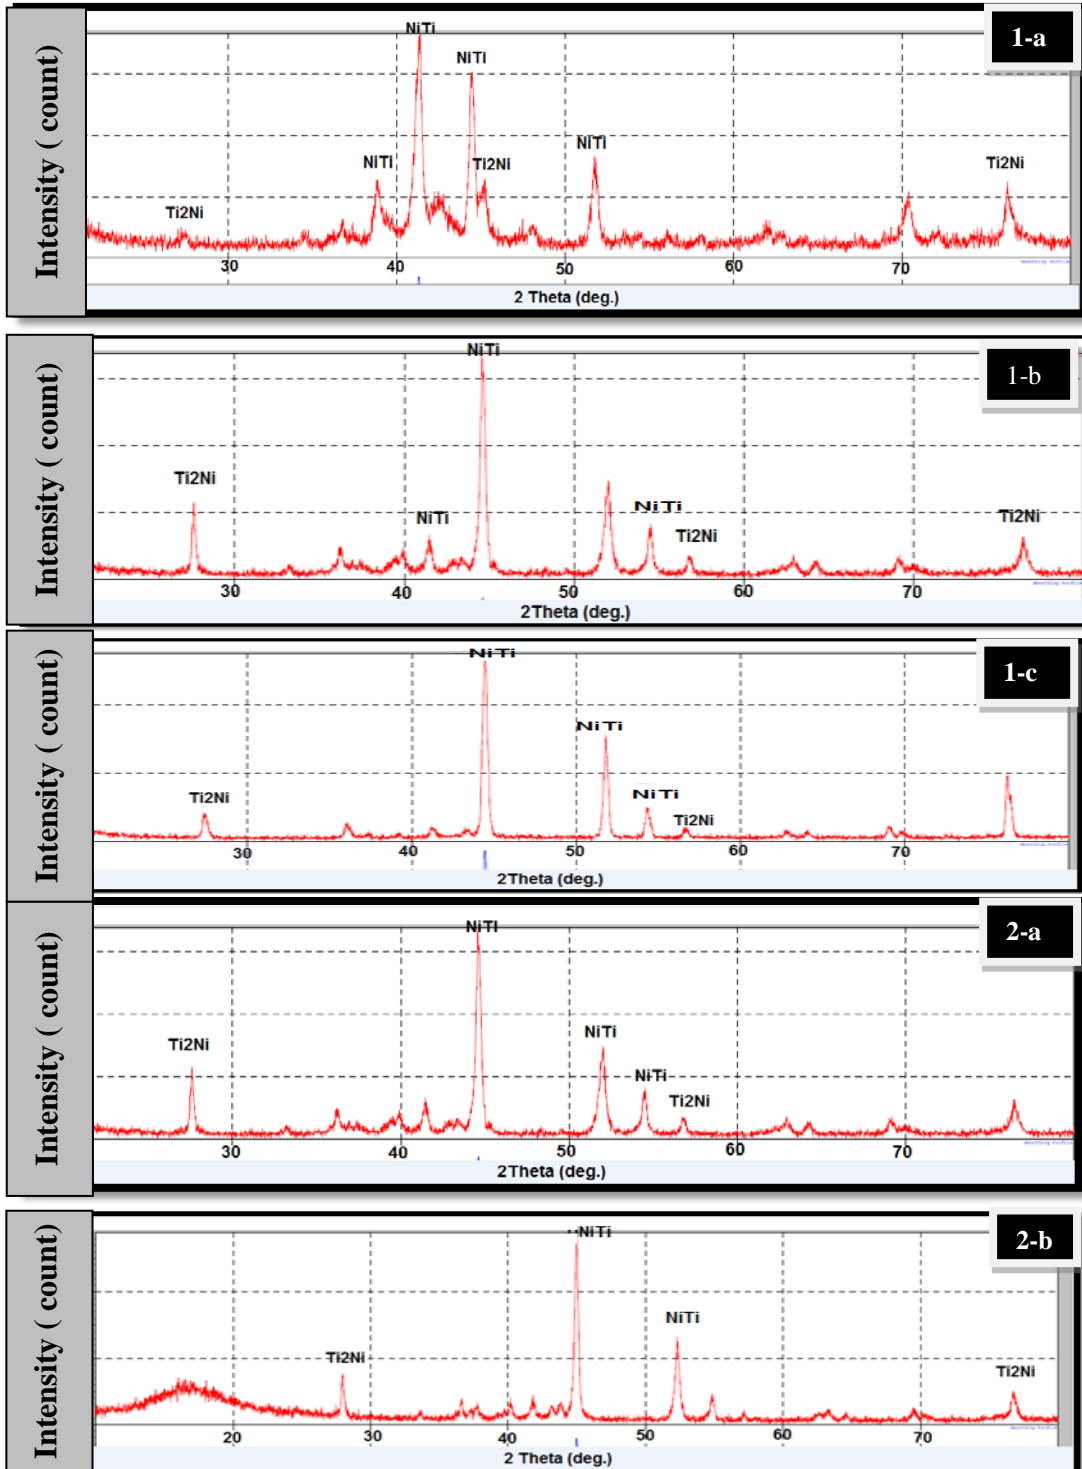 1-a
Intensity ( count)
NiTi
NiTi
NiTi
Ti2Ni
NiTi
Ti2Ni
Ti2Ni
30 40 50 60 70
2 Theta (deg.)
1-b
Intensity ( count)
NiTi
Ti2Ni
NiTi
NiTi
Ti2Ni
Ti2Ni
30 40 50 60 70
2Theta (deg.)
1-c
Intensity ( count)
NiTi
NiTi
Ti2Ni
NiTi
Ti2Ni
30 40 50 60 70
2Theta (deg.)
2-a
Intensity ( count)
NiTI
Ti2Ni
NiTi
NiTi
Ti2Ni
30 40 50 60 70
2Theta (deg.)
2-b
Intensity ( count)
NiTi
NiTi
Ti2Ni
Ti2Ni
20 30 40 50 60 70
2 Theta (deg.)